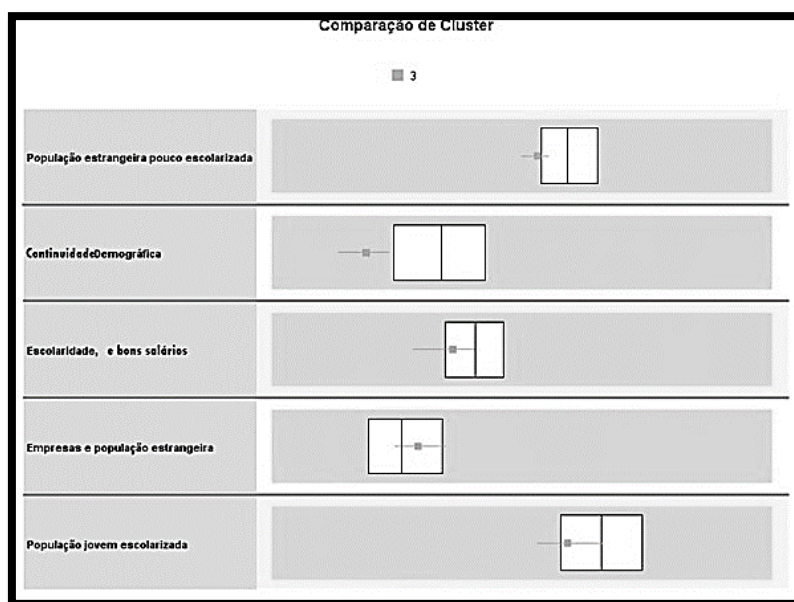 Comparação de Cluster
3
População estrangeira pouco escolarizada
ContinuidadeDemográfica
Escolaridade, e bons salários
Empresas e população estrangeira
População jovem escolarizada